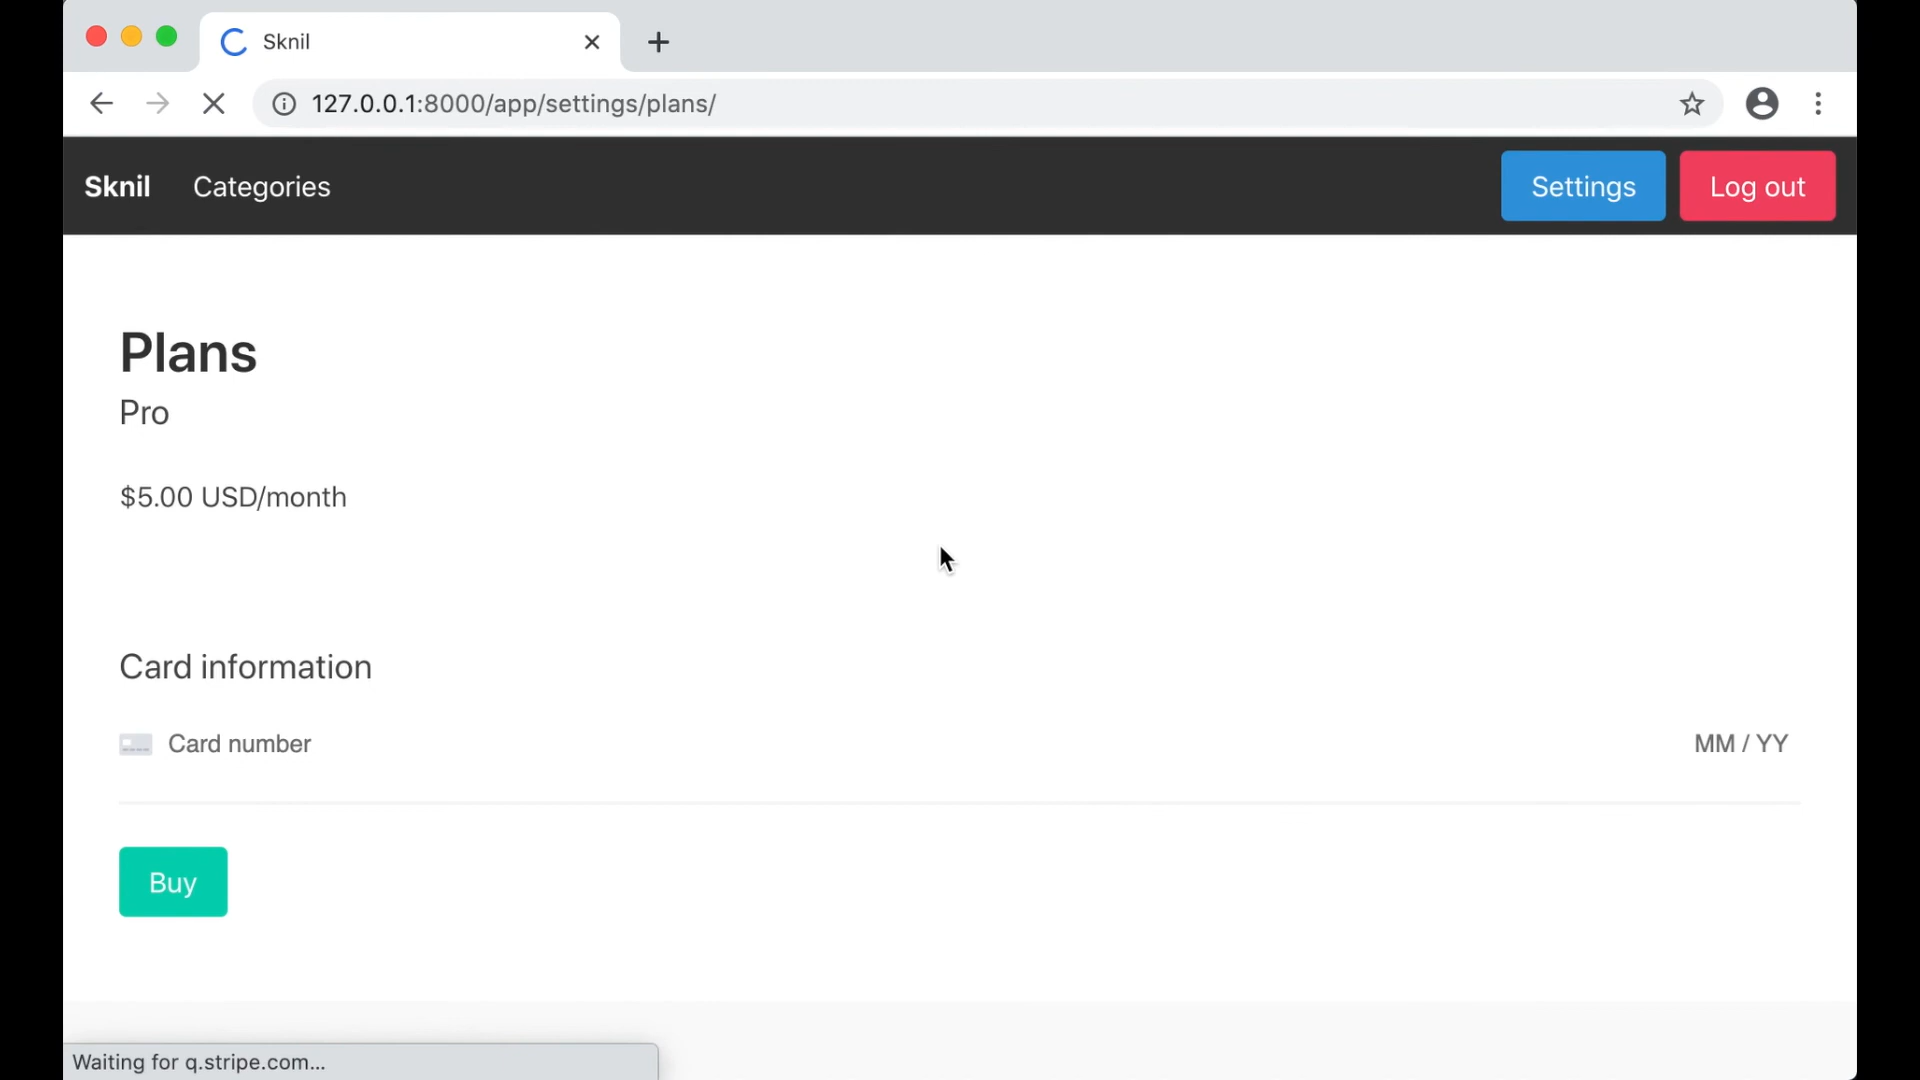 Sknil
127.0.0.1:8000/app/settings/plans/
Sknil Categories Settings Log out
Plans
Pro
$5.00 USD/month
Card information
Card number MM / YY
Buy
Waiting for q.stripe.com...